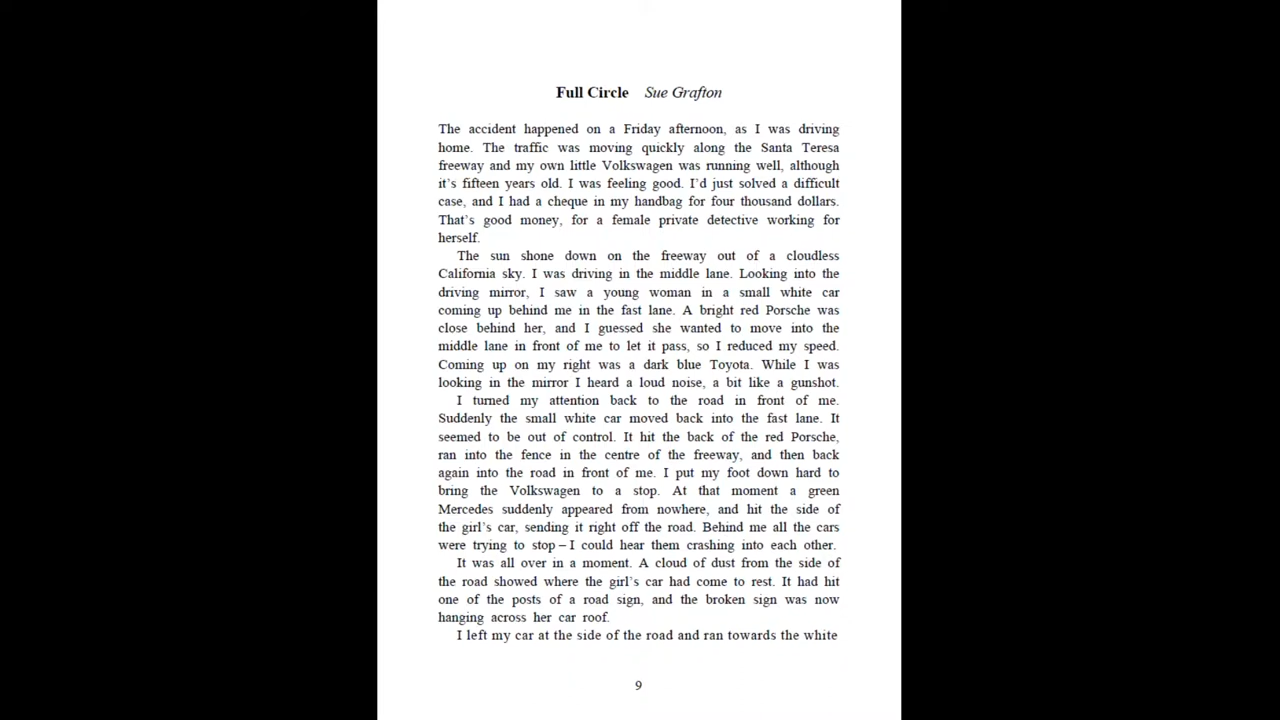 Full Circle Sue Grafton
The accident happened on a Friday afternoon, as I was driving
home. The traffic was moving quickly along the Santa Teresa
freeway and my own little Volkswagen was running well, although
it's fifteen years old. I was feeling good. I'd just solved a difficult
case, and I had a cheque in my handbag for four thousand dollars.
That's good money, for a female private detective working for
herself.
The sun shone down on the freeway out of a cloudless
California sky. I was driving in the middle lane. Looking into the
driving mirror, I saw a young woman in a small white car
coming up behind me in the fast lane. A bright red Porsche was
close behind her, and I guessed she wanted to move into the
middle lane in front of me to let it pass, so I reduced my speed.
Coming up on my right was a dark blue Toyota. While I was
looking in the mirror I heard a loud noise, a bit like a gunshot.
I turned my attention back to the road in front of me.
Suddenly the small white car moved back into the fast lane. It
seemed to be out of control. It hit the back of the red Porsche,
ran into the fence in the centre of the freeway, and then back
again into the road in front of me. I put my foot down hard to
bring the Volkswagen to a stop. At that moment a green
Mercedes suddenly appeared from nowhere, and hit the side of
the girl's car, sending it right off the road. Behind me all the cars
were trying to stop – I could hear them crashing into each other.
It was all over in a moment. A cloud of dust from the side of
the road showed where the girl's car had come to rest. It had hit
one of the posts of a road sign, and the broken sign was now
hanging across her car roof.
I left my car at the side of the road and ran towards the white
9